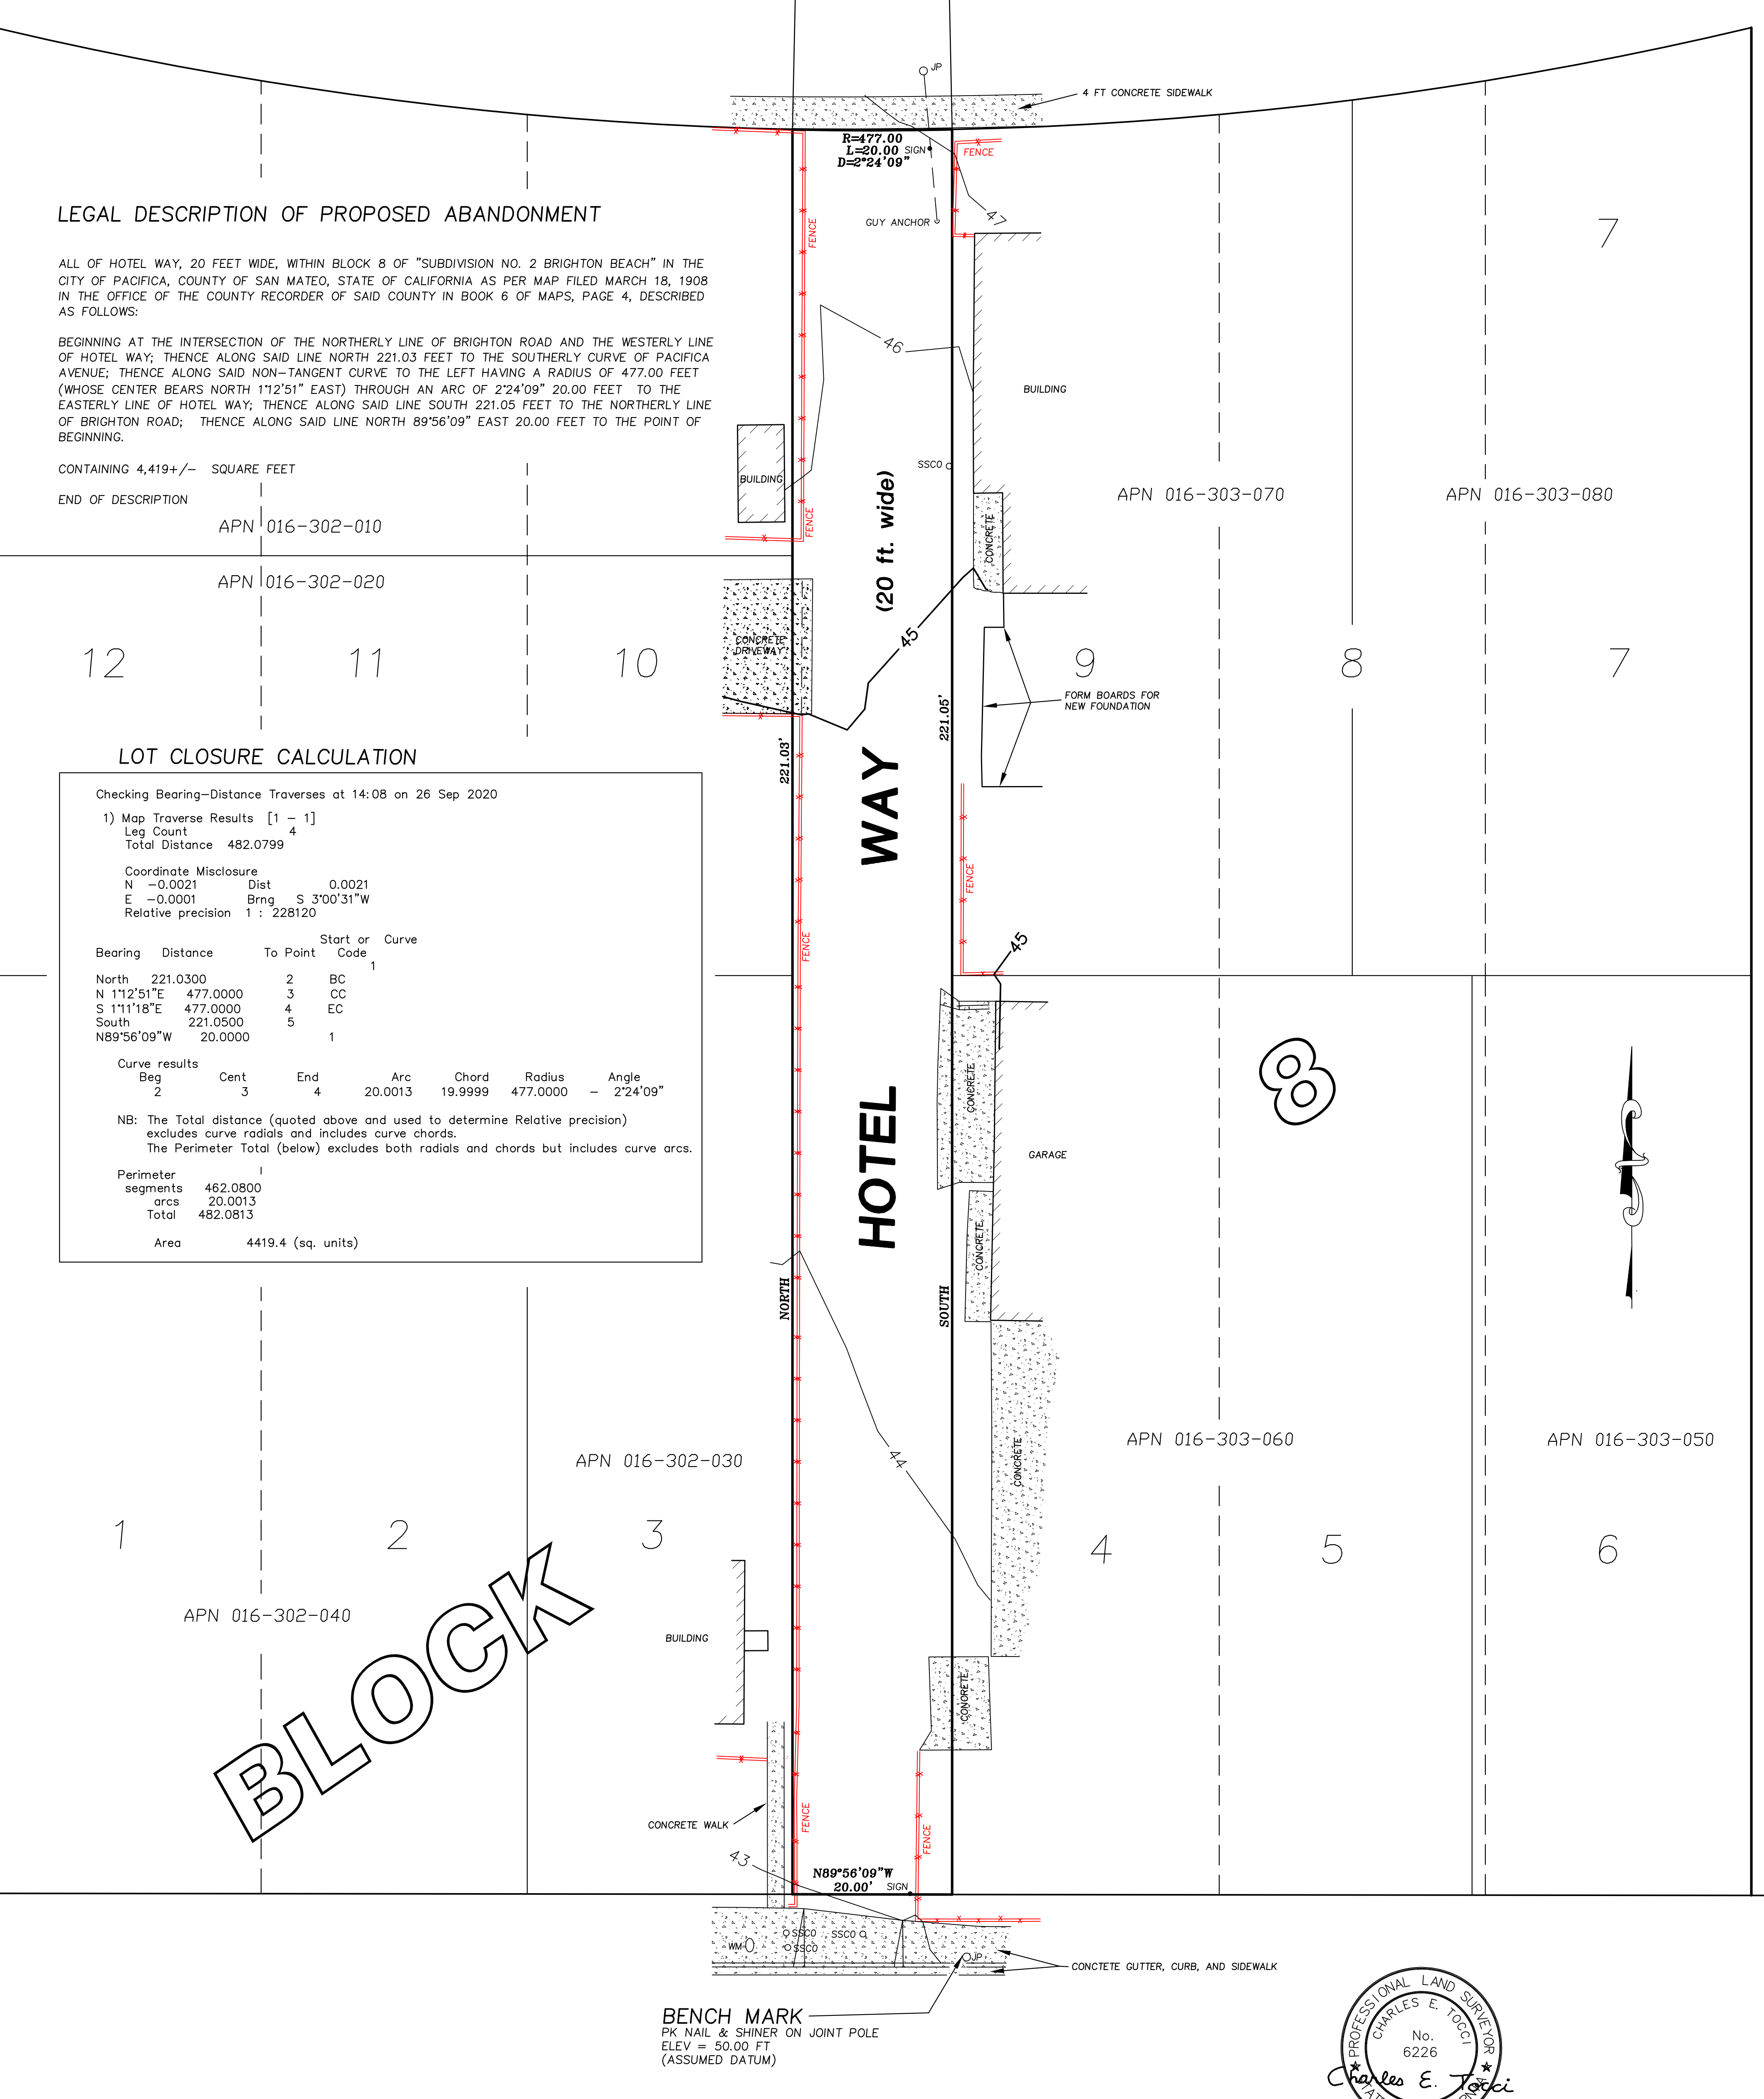 JP
4 FT CONCRETE SIDEWALK
R=477.00
L=20.00
D=2°24'09"
SIGN
FENCE
47
GUY ANCHOR
FENCE
7
LEGAL DESCRIPTION OF PROPOSED ABANDONMENT
ALL OF HOTEL WAY, 20 FEET WIDE, WITHIN BLOCK 8 OF "SUBDIVISION NO. 2 BRIGHTON BEACH" IN THE
CITY OF PACIFICA, COUNTY OF SAN MATEO, STATE OF CALIFORNIA AS PER MAP FILED MARCH 18, 1908
IN THE OFFICE OF THE COUNTY RECORDER OF SAID COUNTY IN BOOK 6 OF MAPS, PAGE 4, DESCRIBED
AS FOLLOWS:
BEGINNING AT THE INTERSECTION OF THE NORTHERLY LINE OF BRIGHTON ROAD AND THE WESTERLY LINE
OF HOTEL WAY; THENCE ALONG SAID LINE NORTH 221.03 FEET TO THE SOUTHERLY CURVE OF PACIFICA
AVENUE; THENCE ALONG SAID NON-TANGENT CURVE TO THE LEFT HAVING A RADIUS OF 477.00 FEET
(WHOSE CENTER BEARS NORTH 1°12'51" EAST) THROUGH AN ARC OF 2°24'09" 20.00 FEET TO THE
EASTERLY LINE OF HOTEL WAY; THENCE ALONG SAID LINE SOUTH 221.05 FEET TO THE NORTHERLY LINE
OF BRIGHTON ROAD; THENCE ALONG SAID LINE NORTH 89°56'09" EAST 20.00 FEET TO THE POINT OF
BEGINNING.
CONTAINING 4,419+/- SQUARE FEET
END OF DESCRIPTION
46
BUILDING
BUILDING
SSCO
FENCE
(20 ft. wide)
CONCRETE
APN 016-303-070
APN 016-303-080
APN 016-302-010
APN 016-302-020
12
11
10
CONCRETE
DRIVEWAY
45
9
8
7
FORM BOARDS FOR
NEW FOUNDATION
221.03'
221.05'
HOTEL WAY
FENCE
FENCE
45
LOT CLOSURE CALCULATION
Checking Bearing-Distance Traverses at 14:08 on 26 Sep 2020
1) Map Traverse Results [1 - 1]
Leg Count 4
Total Distance 482.0799
Coordinate Misclosure
N -0.0021 Dist 0.0021
E -0.0001 Brng S 3°00'31"W
Relative precision 1 : 228120
Start or Curve
Bearing Distance To Point Code
1
North 221.0300 2 BC
N 1°12'51"E 477.0000 3 CC
S 1°11'18"E 477.0000 4 EC
South 221.0500 5
N89°56'09"W 20.0000 1
Curve results
Beg Cent End Arc Chord Radius Angle
2 3 4 20.0013 19.9999 477.0000 - 2°24'09"
NB: The Total distance (quoted above and used to determine Relative precision)
excludes curve radials and includes curve chords.
The Perimeter Total (below) excludes both radials and chords but includes curve arcs.
Perimeter
segments 462.0800
arcs 20.0013
Total 482.0813
Area 4419.4 (sq. units)
CONCRETE
GARAGE
CONCRETE
8
NORTH
SOUTH
44
CONCRETE
APN 016-302-030
APN 016-303-060
APN 016-303-050
1
2
3
4
5
6
APN 016-302-040
BLOCK
BUILDING
CONCRETE
CONCRETE WALK
FENCE
FENCE
43
N89°56'09"W
20.00'
SIGN
WM
SSCO
SSCO
SSCO
JP
CONCTETE GUTTER, CURB, AND SIDEWALK
BENCH MARK
PK NAIL & SHINER ON JOINT POLE
ELEV = 50.00 FT
(ASSUMED DATUM)
PROFESSIONAL LAND SURVEYOR
CHARLES E. TOCCI
No.
6226
Charles E. Tocci